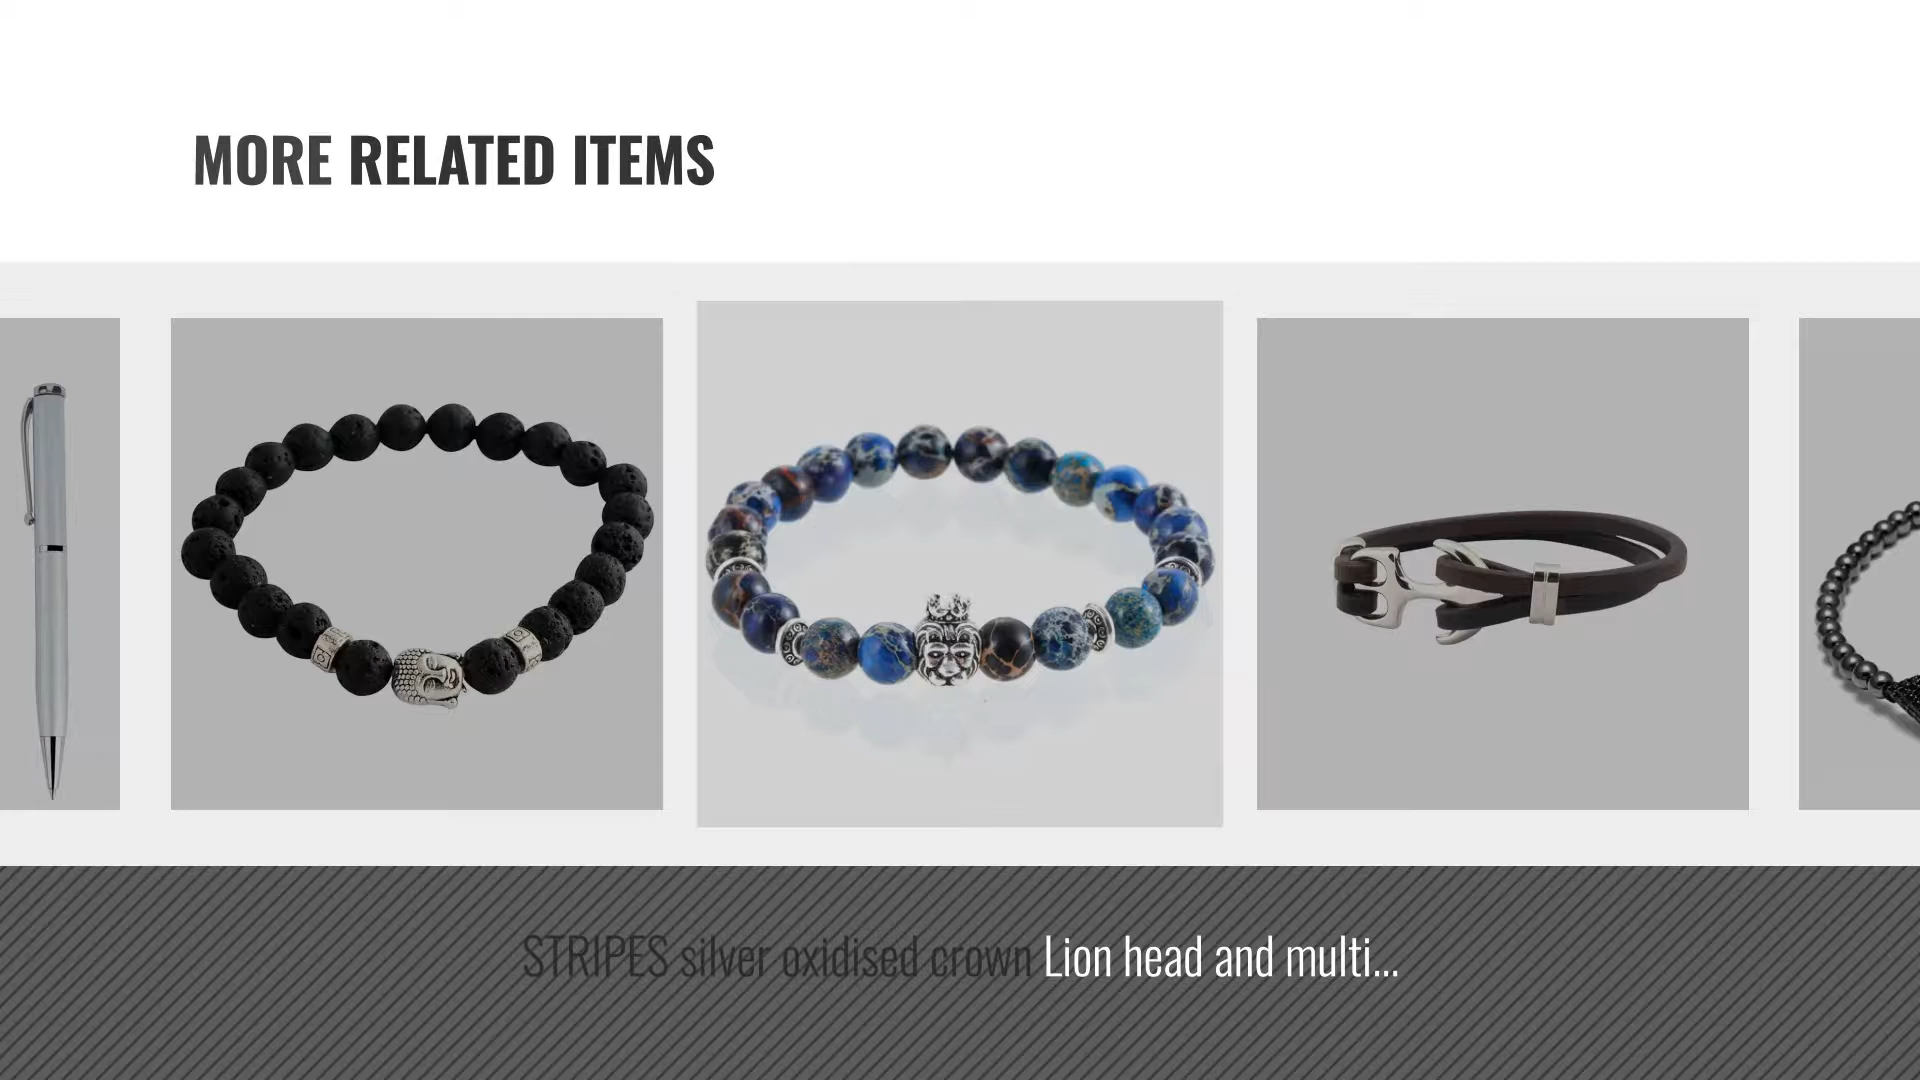 MORE RELATED ITEMS
STRIPES silver oxidised crown Lion head and multi...